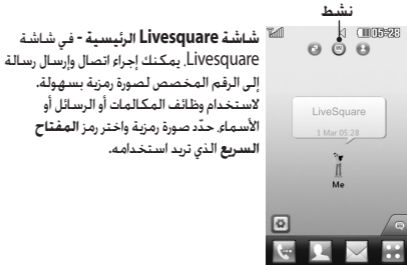 نشط
شاشة Livesquare الرئيسية - في شاشة
Livesquare، يمكنك إجراء اتصال وإرسال رسالة
إلى الرقم المخصص لصورة رمزية بسهولة.
لاستخدام وظائف المكالمات أو الرسائل أو
الأسماء، حدّد صورة رمزية واختر رمز المفتاح
السريع الذي تريد استخدامه.
05:28
LiveSquare
1 Mar 05.28
Me